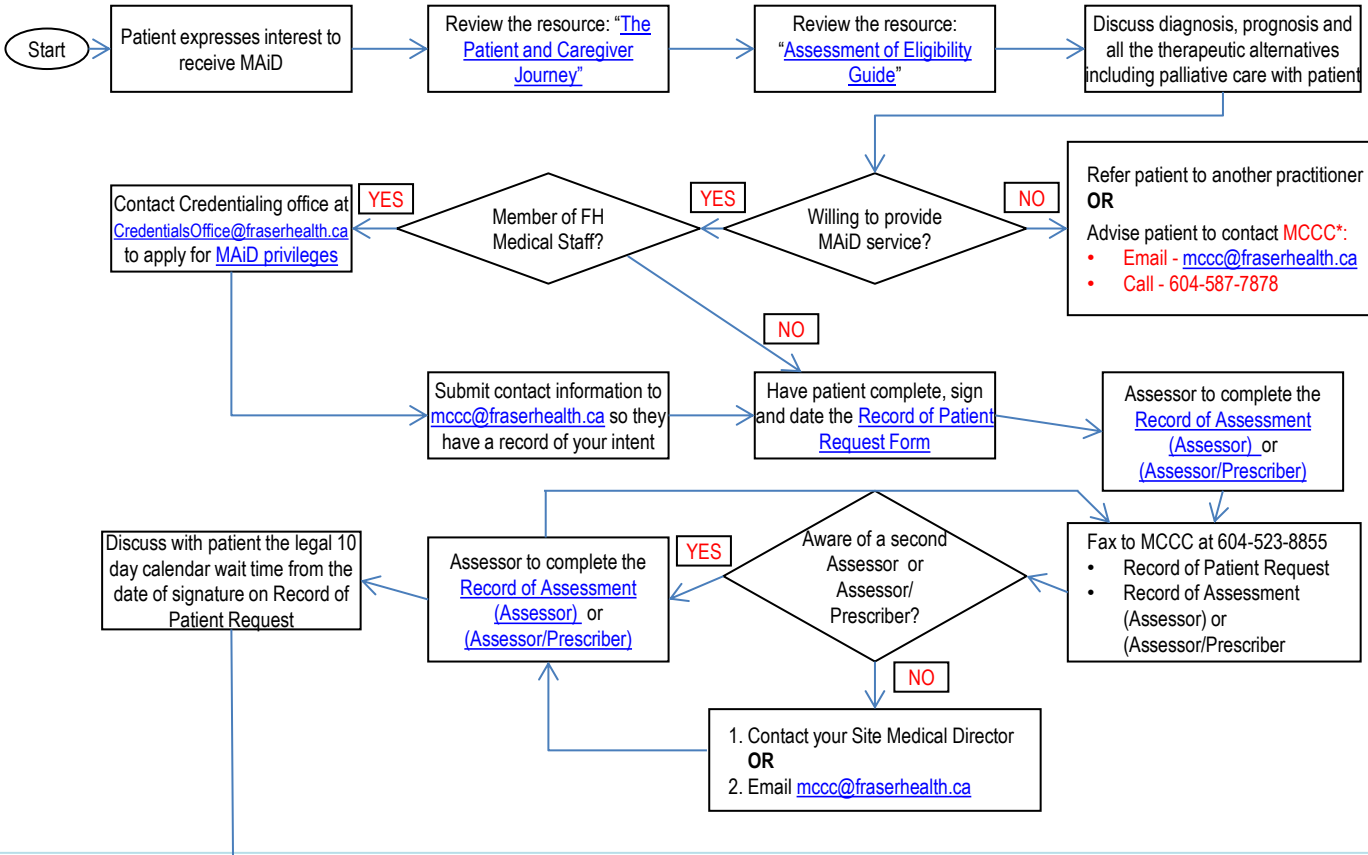 Start
Patient expresses interest to
receive MAiD
Review the resource: “The
Patient and Caregiver
Journey”
Review the resource:
“Assessment of Eligibility
Guide”
Discuss diagnosis, prognosis and
all the therapeutic alternatives
including palliative care with patient
Contact Credentialing office at
CredentialsOffice@fraserhealth.ca
to apply for MAiD privileges
YES
Member of FH
Medical Staff?
YES
Willing to provide
MAiD service?
NO
Refer patient to another practitioner
OR
Advise patient to contact MCCC*:
• Email - mccc@fraserhealth.ca
• Call - 604-587-7878
NO
Submit contact information to
mccc@fraserhealth.ca so they
have a record of your intent
Have patient complete, sign
and date the Record of Patient
Request Form
Assessor to complete the
Record of Assessment
(Assessor) or
(Assessor/Prescriber)
Discuss with patient the legal 10
day calendar wait time from the
date of signature on Record of
Patient Request
Assessor to complete the
Record of Assessment
(Assessor) or
(Assessor/Prescriber)
YES
Aware of a second
Assessor or
Assessor/
Prescriber?
Fax to MCCC at 604-523-8855
• Record of Patient Request
• Record of Assessment
(Assessor) or
(Assessor/Prescriber
NO
1. Contact your Site Medical Director
OR
2. Email mccc@fraserhealth.ca